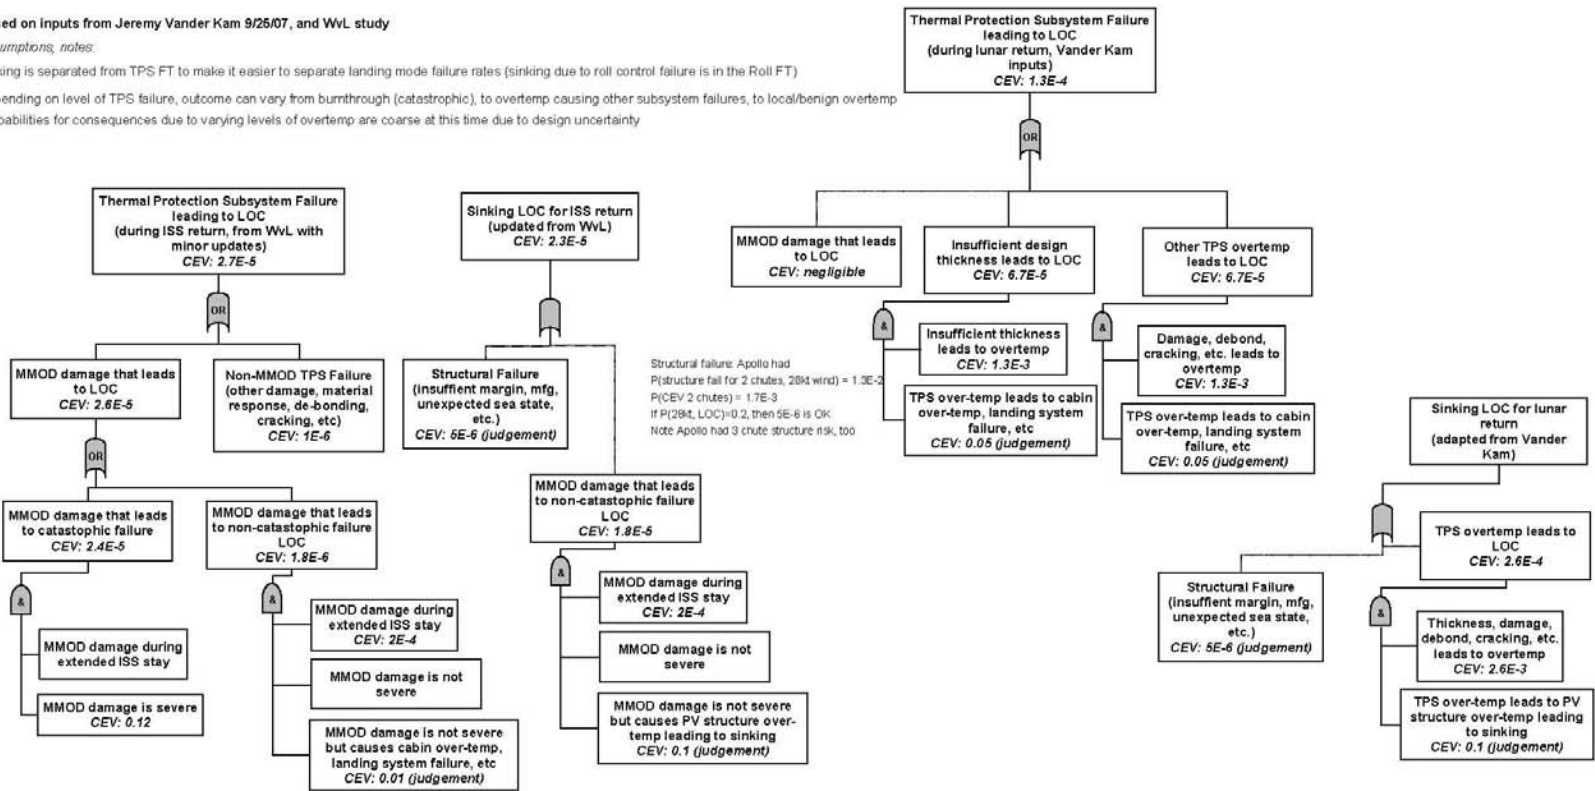 sed on inputs from Jeremy Vander Kam 9/25/07, and WvL study
umptions, notes:
king is separated from TPS FT to make it easier to separate landing mode failure rates (sinking due to roll control failure is in the Roll FT)
pending on level of TPS failure, outcome can vary from burnthrough (catastrophic), to overtemp causing other subsystem failures, to local/benign overtemp
babilities for consequences due to varying levels of overtemp are coarse at this time due to design uncertainty
Thermal Protection Subsystem Failure
leading to LOC
(during ISS return, from WvL with
minor updates)
CEV: 2.7E-5
OR
MMOD damage that leads
to LOC
CEV: 2.6E-5
Non-MMOD TPS Failure
(other damage, material
response, de-bonding,
cracking, etc)
CEV: 1E-6
OR
MMOD damage that leads
to catastophic failure
CEV: 2.4E-5
MMOD damage that leads
to non-catastophic failure
LOC
CEV: 1.8E-6
&
MMOD damage during
extended ISS stay
MMOD damage is severe
CEV: 0.12
&
MMOD damage during
extended ISS stay
CEV: 2E-4
MMOD damage is not
severe
MMOD damage is not severe
but causes cabin over-temp,
landing system failure, etc
CEV: 0.01 (judgement)
Sinking LOC for ISS return
(updated from WvL)
CEV: 2.3E-5
Structural Failure
(insuffient margin, mfg,
unexpected sea state,
etc.)
CEV: 5E-6 (judgement)
MMOD damage that leads
to non-catastophic failure
LOC
CEV: 1.8E-5
&
MMOD damage during
extended ISS stay
CEV: 2E-4
MMOD damage is not
severe
MMOD damage is not severe
but causes PV structure over-
temp leading to sinking
CEV: 0.1 (judgement)
Structural failure: Apollo had
P(structure fail for 2 chutes, 28kt wind) = 1.3E-2
P(CEV 2 chutes) = 1.7E-3
If P(28kt, LOC)=0.2, then 5E-6 is OK
Note Apollo had 3 chute structure risk, too
Thermal Protection Subsystem Failure
leading to LOC
(during lunar return, Vander Kam
inputs)
CEV: 1.3E-4
OR
MMOD damage that leads
to LOC
CEV: negligible
Insufficient design
thickness leads to LOC
CEV: 6.7E-5
Other TPS overtemp
leads to LOC
CEV: 6.7E-5
&
Insufficient thickness
leads to overtemp
CEV: 1.3E-3
TPS over-temp leads to cabin
over-temp, landing system
failure, etc
CEV: 0.05 (judgement)
&
Damage, debond,
cracking, etc. leads to
overtemp
CEV: 1.3E-3
TPS over-temp leads to cabin
over-temp, landing system
failure, etc
CEV: 0.05 (judgement)
Sinking LOC for lunar
return
(adapted from Vander
Kam)
Structural Failure
(insuffient margin, mfg,
unexpected sea state,
etc.)
CEV: 5E-6 (judgement)
TPS overtemp leads to
LOC
CEV: 2.6E-4
&
Thickness, damage,
debond, cracking, etc.
leads to overtemp
CEV: 2.6E-3
TPS over-temp leads to PV
structure over-temp leading
to sinking
CEV: 0.1 (judgement)